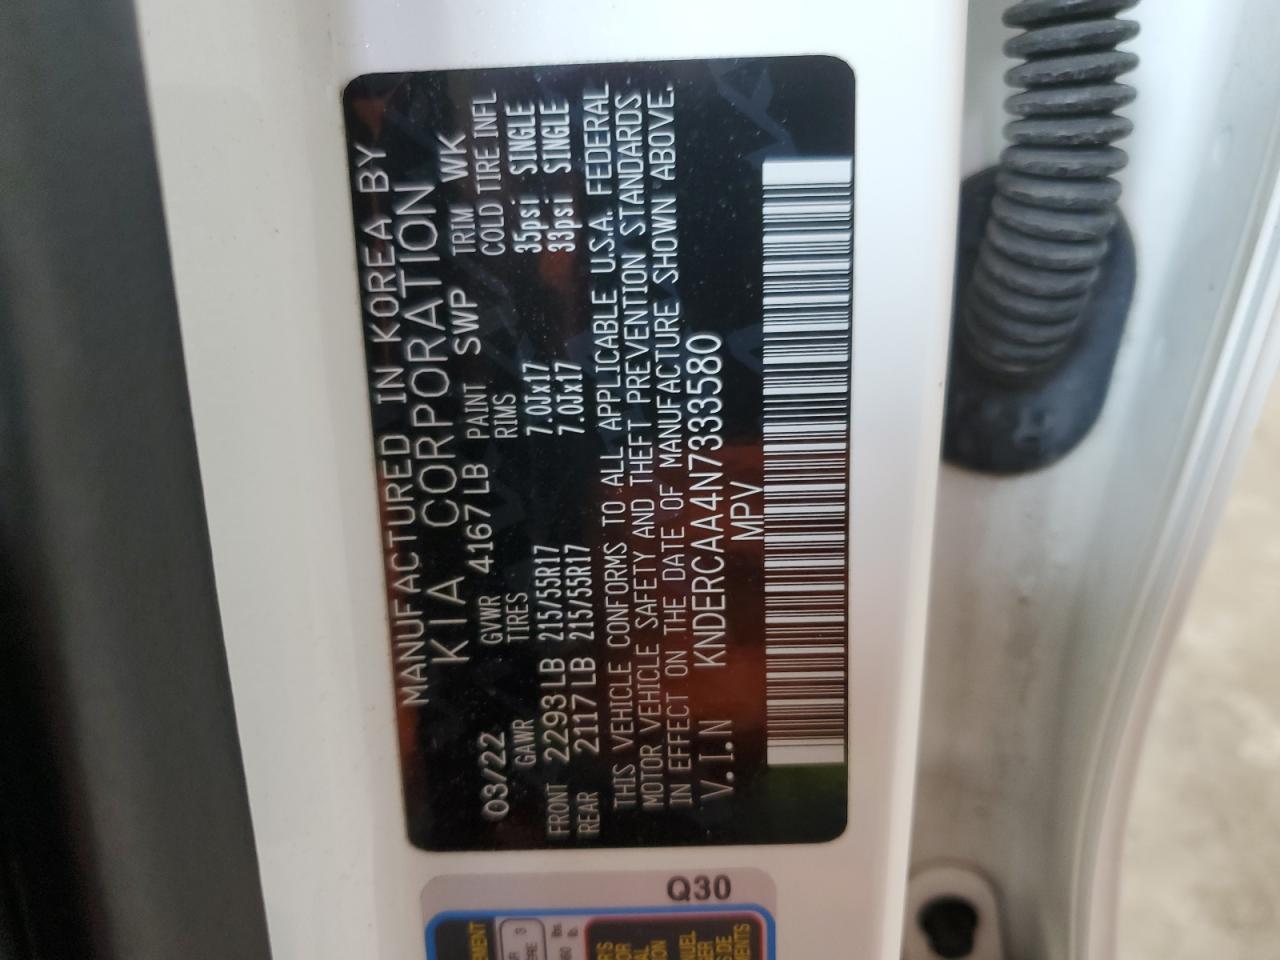 MANUFACTURED IN KOREA BY
KIA CORPORATION
03/22 GVWR 4167 LB PAINT SWP TRIM WK
GAWR TIRES RIMS COLD TIRE INFL
FRONT 2293 LB 215/55R17 7.0Jx17 35psi SINGLE
REAR 2117 LB 215/55R17 7.0Jx17 33psi SINGLE
THIS VEHICLE CONFORMS TO ALL APPLICABLE U.S.A. FEDERAL
MOTOR VEHICLE SAFETY AND THEFT PREVENTION STANDARDS
IN EFFECT ON THE DATE OF MANUFACTURE SHOWN ABOVE.
V.I.N KNDERCAA4N7333580
MPV
Q30